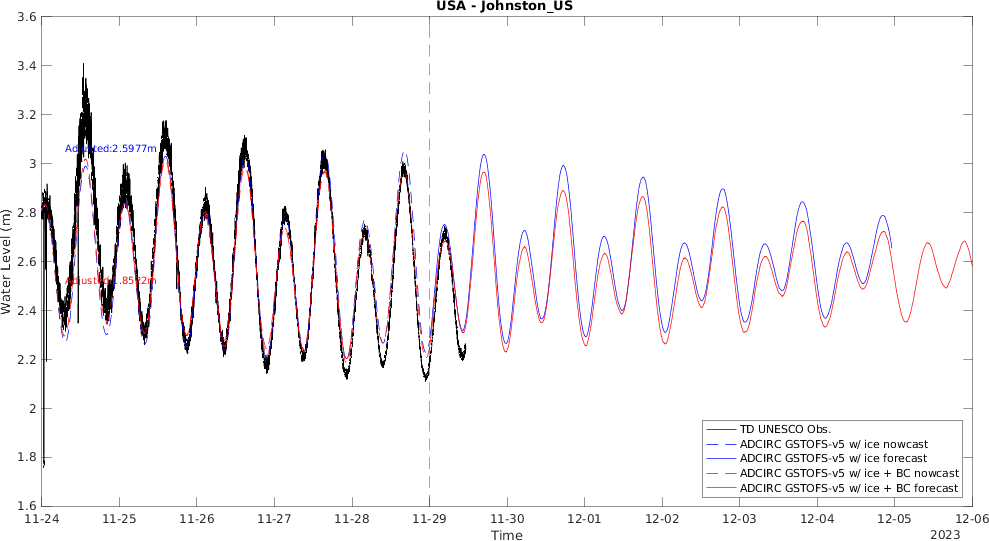 USA - Johnston_US
3.6
3.4
3.2
3
2.8
2.6
2.4
2.2
2
1.8
1.6
Water Level (m)
Adjusted:2.5977m
TD UNESCO Obs.
ADCIRC GSTOFS-v5 w/ ice nowcast
ADCIRC GSTOFS-v5 w/ ice forecast
ADCIRC GSTOFS-v5 w/ ice + BC nowcast
ADCIRC GSTOFS-v5 w/ ice + BC forecast
11-24 11-25 11-26 11-27 11-28 11-29 11-30 12-01 12-02 12-03 12-04 12-05 12-06
Time
2023